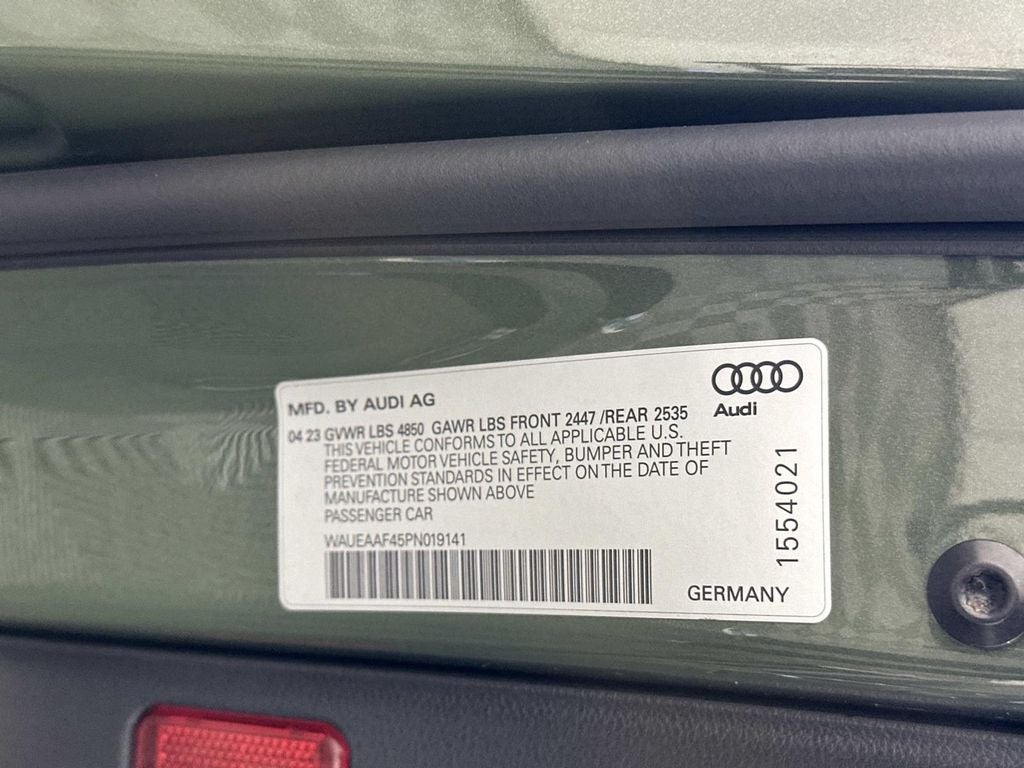 MFD. BY AUDI AG
Audi
04 23 GVWR LBS 4850 GAWR LBS FRONT 2447 /REAR 2535
THIS VEHICLE CONFORMS TO ALL APPLICABLE U.S.
FEDERAL MOTOR VEHICLE SAFETY, BUMPER AND THEFT
PREVENTION STANDARDS IN EFFECT ON THE DATE OF
MANUFACTURE SHOWN ABOVE
PASSENGER CAR
WAUEAAF45PN019141
GERMANY
1554021